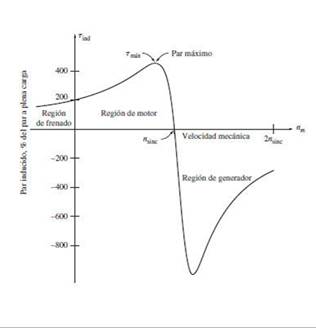 τind
τmáx
Par máximo
400
200
Región
de frenado
Región de motor
Par inducido, % del par a plena carga
nsinc
Velocidad mecánica
2nsinc
nm
Región de generador
−200
−400
−600
−800